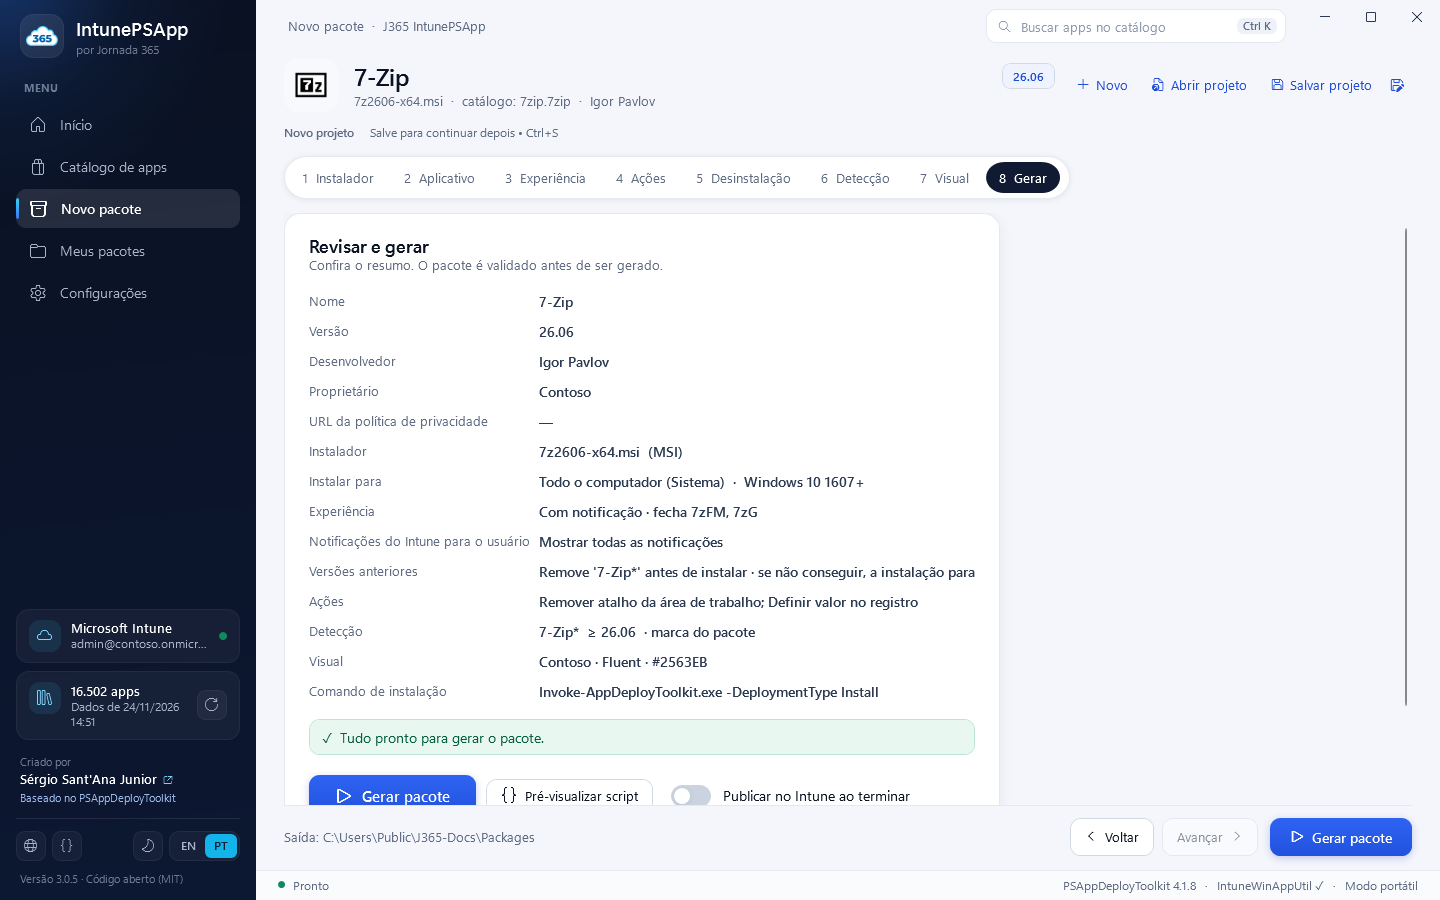 365
IntunePSApp
por Jornada 365
MENU
Início
Catálogo de apps
Novo pacote
Meus pacotes
Configurações
Microsoft Intune
admin@contoso.onmicr...
16.502 apps
Dados de 24/11/2026
14:51
Criado por
Sérgio Sant'Ana Junior
Baseado no PSAppDeployToolkit
{} EN PT
Versão 3.0.5 · Código aberto (MIT)
Novo pacote · J365 IntunePSApp
Buscar apps no catálogo Ctrl K
7z
7-Zip
7z2606-x64.msi · catálogo: 7zip.7zip · Igor Pavlov
26.06 Novo Abrir projeto Salvar projeto
Novo projeto Salve para continuar depois • Ctrl+S
1 Instalador 2 Aplicativo 3 Experiência 4 Ações 5 Desinstalação 6 Detecção 7 Visual 8 Gerar
Revisar e gerar
Confira o resumo. O pacote é validado antes de ser gerado.
Nome 7-Zip
Versão 26.06
Desenvolvedor Igor Pavlov
Proprietário Contoso
URL da política de privacidade —
Instalador 7z2606-x64.msi (MSI)
Instalar para Todo o computador (Sistema) · Windows 10 1607+
Experiência Com notificação · fecha 7zFM, 7zG
Notificações do Intune para o usuário Mostrar todas as notificações
Versões anteriores Remove '7-Zip*' antes de instalar · se não conseguir, a instalação para
Ações Remover atalho da área de trabalho; Definir valor no registro
Detecção 7-Zip* ≥ 26.06 · marca do pacote
Visual Contoso · Fluent · #2563EB
Comando de instalação Invoke-AppDeployToolkit.exe -DeploymentType Install
✓ Tudo pronto para gerar o pacote.
Gerar pacote {} Pré-visualizar script Publicar no Intune ao terminar
Saída: C:\Users\Public\J365-Docs\Packages
Voltar Avançar Gerar pacote
Pronto
PSAppDeployToolkit 4.1.8 · IntuneWinAppUtil ✓ · Modo portátil